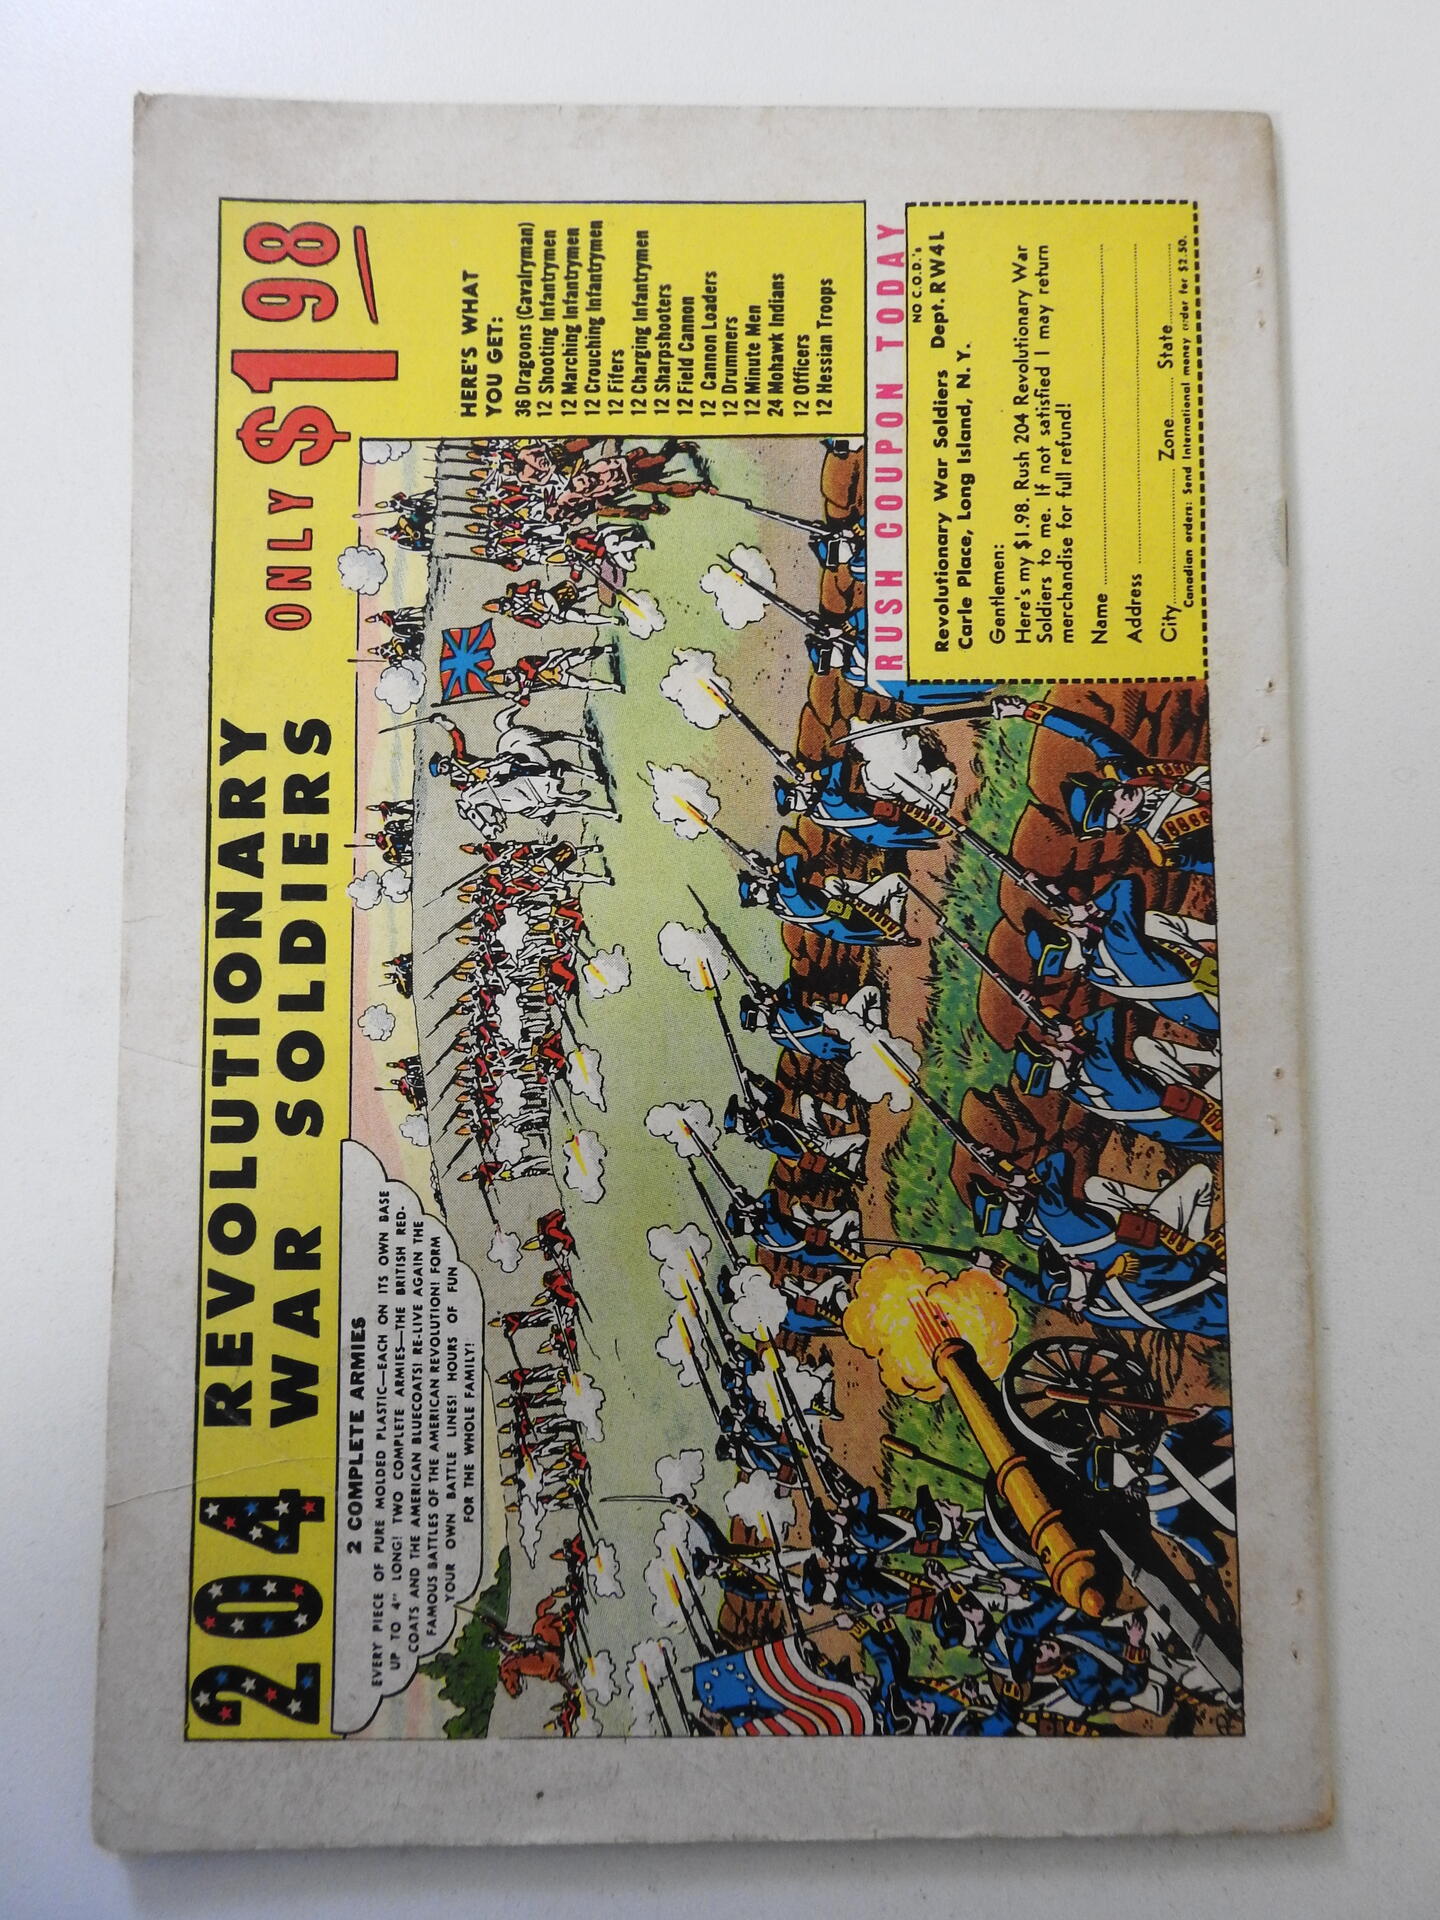 204 REVOLUTIONARY
WAR SOLDIERS
ONLY $1.98
2 COMPLETE ARMIES
EVERY PIECE OF PURE MOLDED PLASTIC—EACH ON ITS OWN BASE
UP TO 4" LONG! TWO COMPLETE ARMIES—THE BRITISH RED-
COATS AND THE AMERICAN BLUECOATS! RE-LIVE AGAIN THE
FAMOUS BATTLES OF THE AMERICAN REVOLUTION! FORM
YOUR OWN BATTLE LINES! HOURS OF FUN
FOR THE WHOLE FAMILY!
HERE'S WHAT
YOU GET:
36 Dragoons (Cavalryman)
12 Shooting Infantrymen
12 Marching Infantrymen
12 Crouching Infantrymen
12 Fifers
12 Charging Infantrymen
12 Sharpshooters
12 Field Cannon
12 Cannon Loaders
12 Drummers
12 Minute Men
24 Mohawk Indians
12 Officers
12 Hessian Troops
RUSH COUPON TODAY
NO C.O.D.'s
Revolutionary War Soldiers Dept. RW4L
Carle Place, Long Island, N. Y.
Gentlemen:
Here's my $1.98. Rush 204 Revolutionary War
Soldiers to me. If not satisfied I may return
merchandise for full refund!
Name
Address
City Zone State
Canadian orders: Send International money order for $2.50.